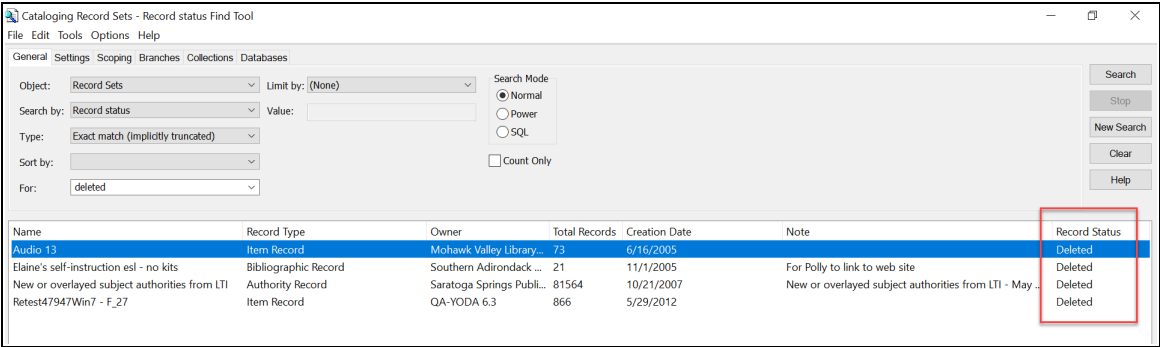 Cataloging Record Sets - Record status Find Tool
File Edit Tools Options Help
General Settings Scoping Branches Collections Databases
Object: Record Sets Limit by: (None) Search Mode Search
Normal
Search by: Record status Value: Power Stop
Type: Exact match (implicitly truncated) SQL New Search
Sort by: Count Only Clear
For: deleted Help
Name Record Type Owner Total Records Creation Date Note Record Status
Audio 13 Item Record Mohawk Valley Library... 73 6/16/2005 Deleted
Elaine's self-instruction esl - no kits Bibliographic Record Southern Adirondack ... 21 11/1/2005 For Polly to link to web site Deleted
New or overlayed subject authorities from LTI Authority Record Saratoga Springs Publi... 81564 10/21/2007 New or overlayed subject authorities from LTI - May ... Deleted
Retest47947Win7 - F_27 Item Record QA-YODA 6.3 866 5/29/2012 Deleted